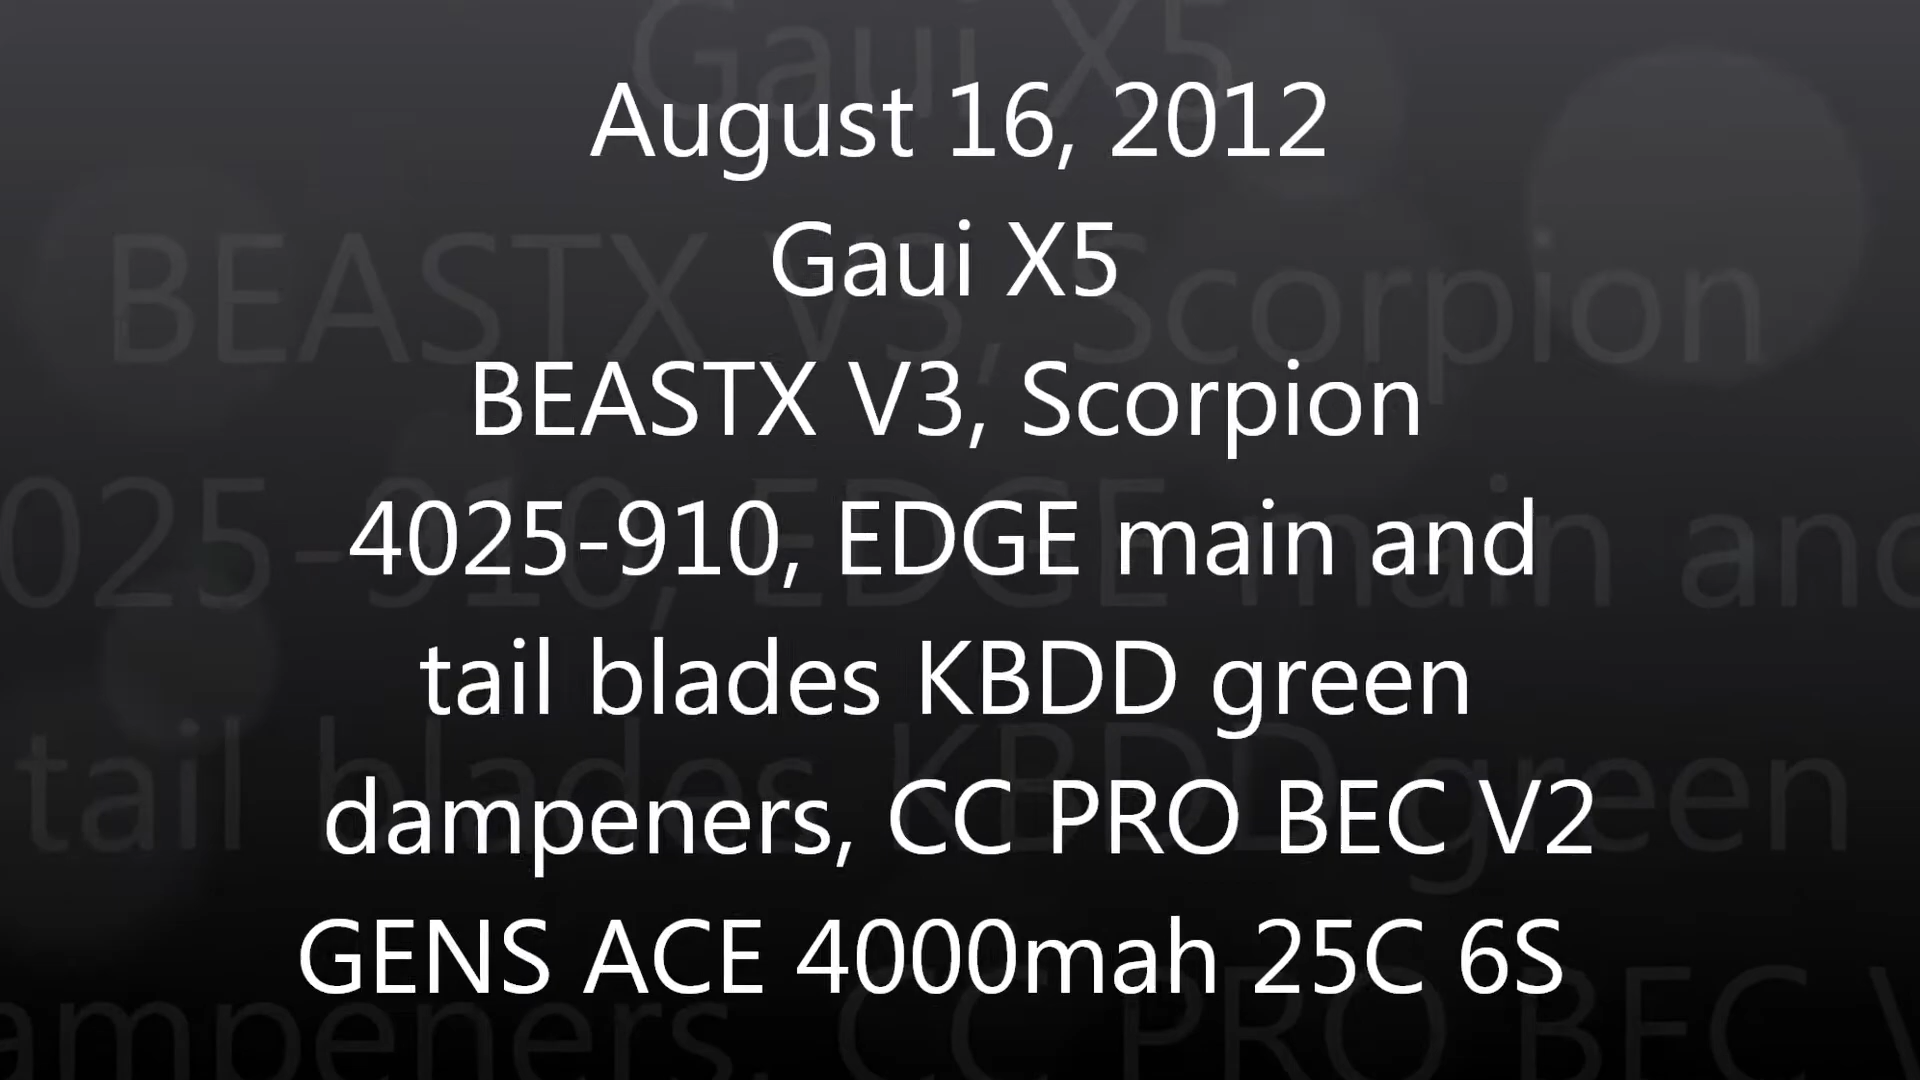 August 16, 2012
Gaui X5
BEASTX V3, Scorpion
4025-910, EDGE main and
tail blades KBDD green
dampeners, CC PRO BEC V2
GENS ACE 4000mah 25C 6S